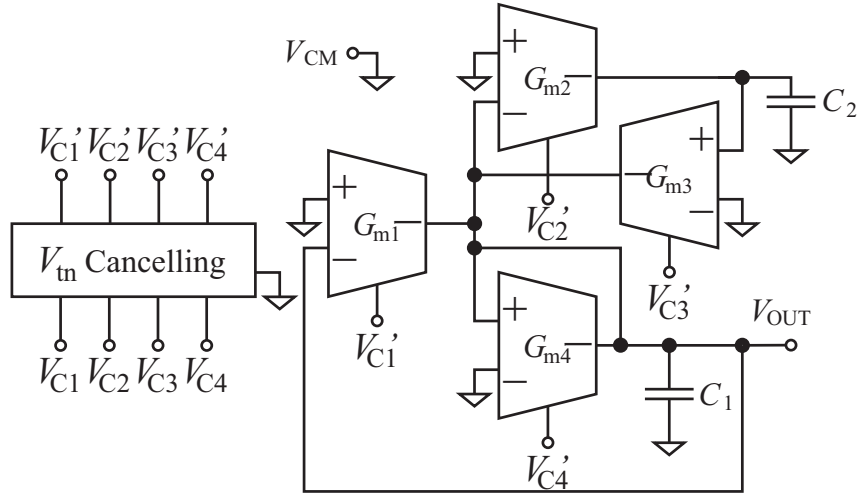 V_CM
+
G_m2 −
−
C_2
V_C1' V_C2' V_C3' V_C4'
V_tn Cancelling
V_C1 V_C2 V_C3 V_C4
+
G_m1 −
−
V_C1'
V_C2'
+
− G_m3
−
V_C3'
+
G_m4 −
−
V_C4'
V_OUT
C_1